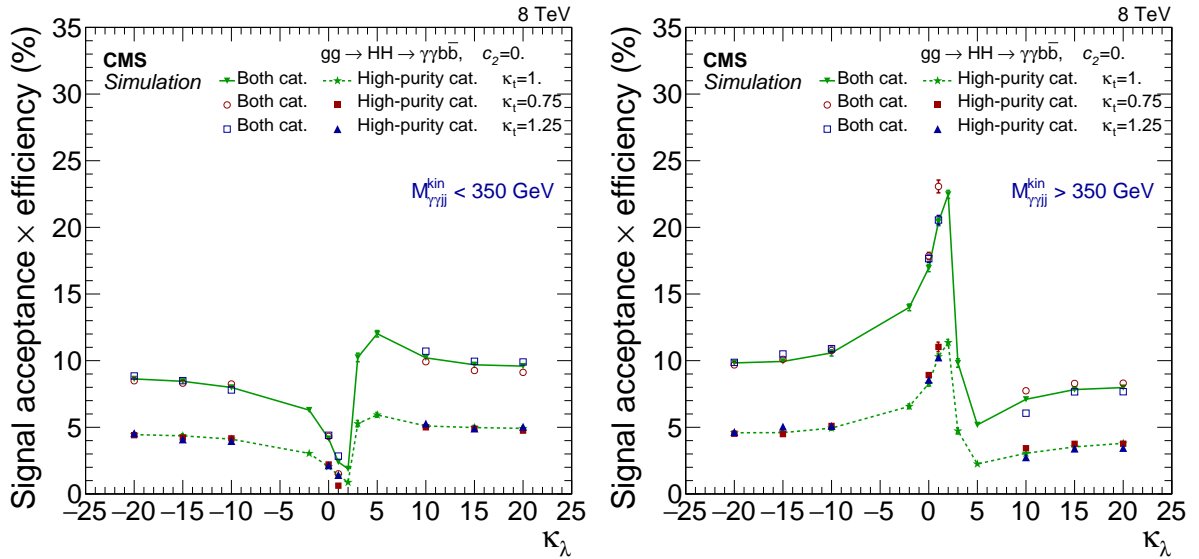 8 TeV
Signal acceptance × efficiency (%)
35
30
25
20
15
10
5
0
CMS
Simulation
gg → HH → γγbb̄, c₂=0.
Both cat. High-purity cat. κₜ=1.
Both cat. High-purity cat. κₜ=0.75
Both cat. High-purity cat. κₜ=1.25
M^kin_γγjj < 350 GeV
−25 −20 −15 −10 −5 0 5 10 15 20 25
κ_λ
8 TeV
Signal acceptance × efficiency (%)
35
30
25
20
15
10
5
0
CMS
Simulation
gg → HH → γγbb̄, c₂=0.
Both cat. High-purity cat. κₜ=1.
Both cat. High-purity cat. κₜ=0.75
Both cat. High-purity cat. κₜ=1.25
M^kin_γγjj > 350 GeV
−25 −20 −15 −10 −5 0 5 10 15 20 25
κ_λ